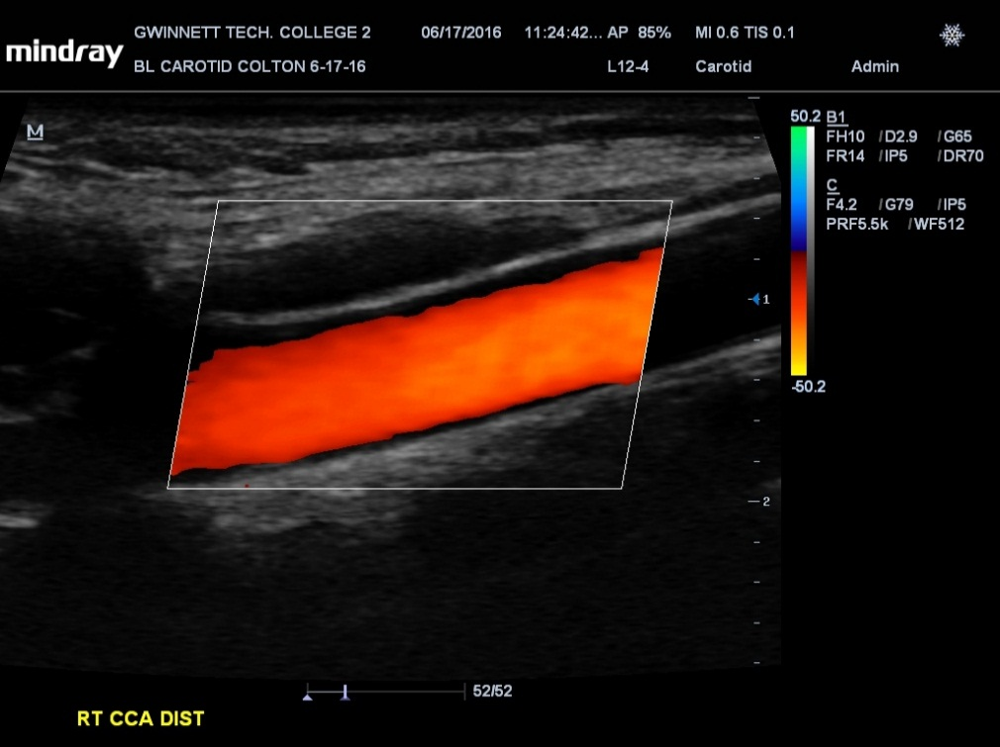 mindray
GWINNETT TECH. COLLEGE 2 06/17/2016 11:24:42... AP 85% MI 0.6 TIS 0.1
BL CAROTID COLTON 6-17-16 L12-4 Carotid Admin
M
50.2
B1
FH10 /D2.9 /G65
FR14 /IP5 /DR70
C
F4.2 /G79 /IP5
PRF5.5k /WF512
1
-50.2
2
52/52
RT CCA DIST